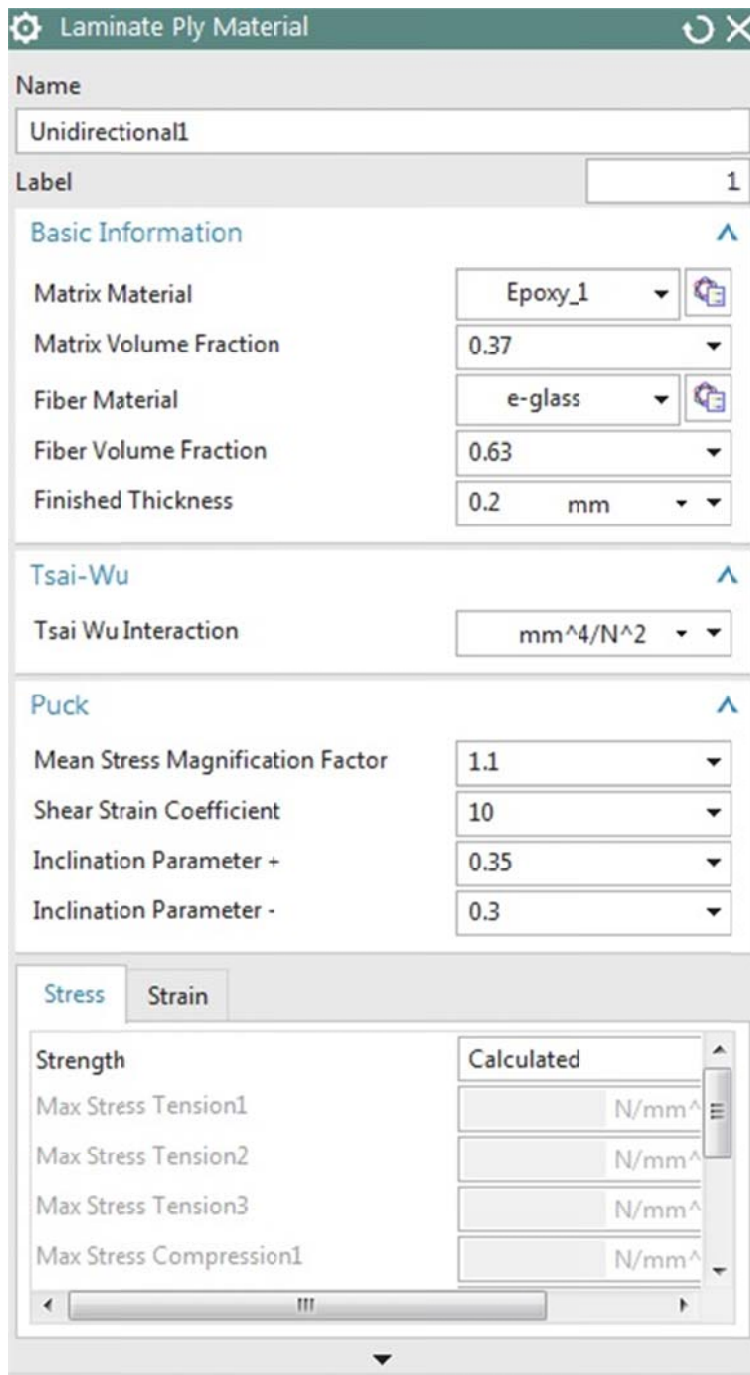 Laminate Ply Material
Name
Unidirectional1
Label 1
Basic Information
Matrix Material Epoxy_1
Matrix Volume Fraction 0.37
Fiber Material e-glass
Fiber Volume Fraction 0.63
Finished Thickness 0.2 mm
Tsai-Wu
Tsai Wu Interaction mm^4/N^2
Puck
Mean Stress Magnification Factor 1.1
Shear Strain Coefficient 10
Inclination Parameter + 0.35
Inclination Parameter - 0.3
Stress Strain
Strength Calculated
Max Stress Tension1 N/mm^
Max Stress Tension2 N/mm^
Max Stress Tension3 N/mm^
Max Stress Compression1 N/mm^